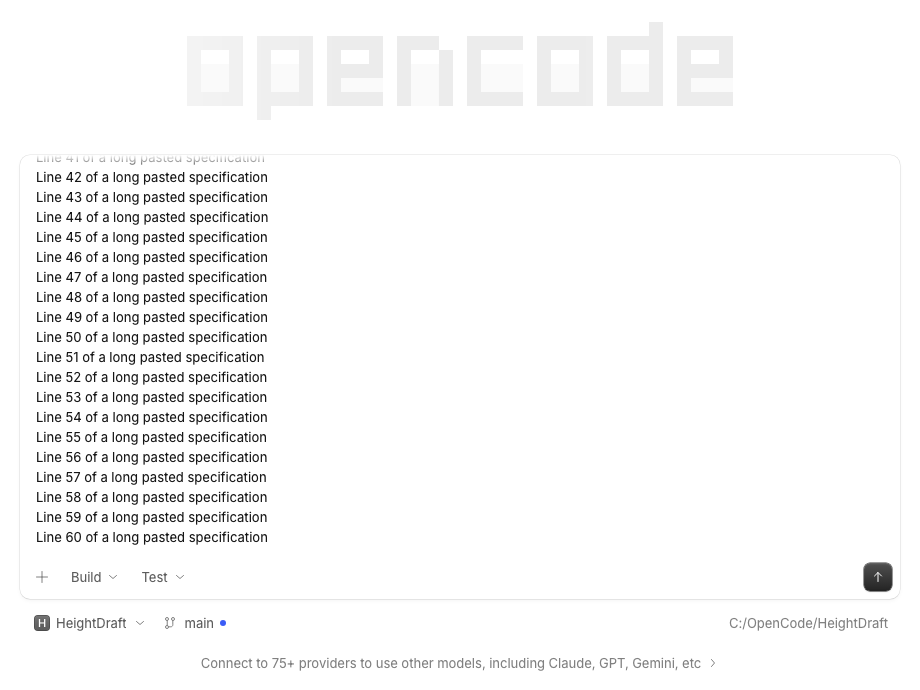 opencode
Line 41 of a long pasted specification
Line 42 of a long pasted specification
Line 43 of a long pasted specification
Line 44 of a long pasted specification
Line 45 of a long pasted specification
Line 46 of a long pasted specification
Line 47 of a long pasted specification
Line 48 of a long pasted specification
Line 49 of a long pasted specification
Line 50 of a long pasted specification
Line 51 of a long pasted specification
Line 52 of a long pasted specification
Line 53 of a long pasted specification
Line 54 of a long pasted specification
Line 55 of a long pasted specification
Line 56 of a long pasted specification
Line 57 of a long pasted specification
Line 58 of a long pasted specification
Line 59 of a long pasted specification
Line 60 of a long pasted specification
Build Test
H HeightDraft main C:/OpenCode/HeightDraft
Connect to 75+ providers to use other models, including Claude, GPT, Gemini, etc